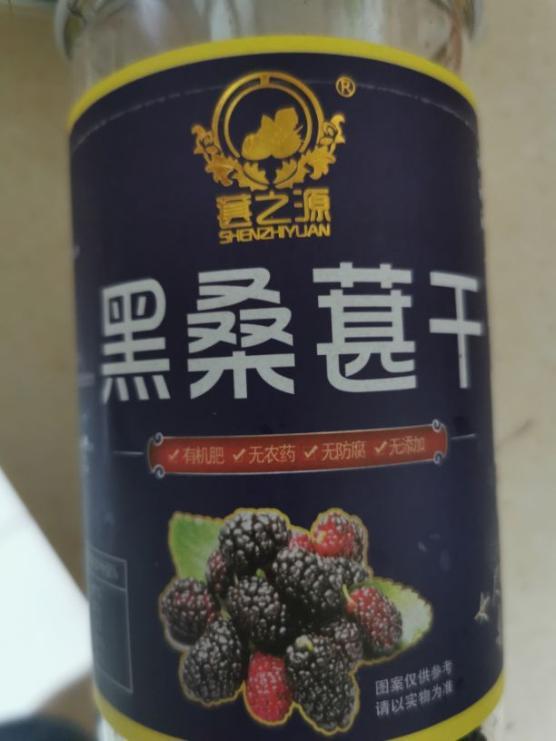 ®
葚之源
SHENZHIYUAN
黑桑葚干
✓有机肥 ✓无农药 ✓无防腐 ✓无添加
图案仅供参考
请以实物为准